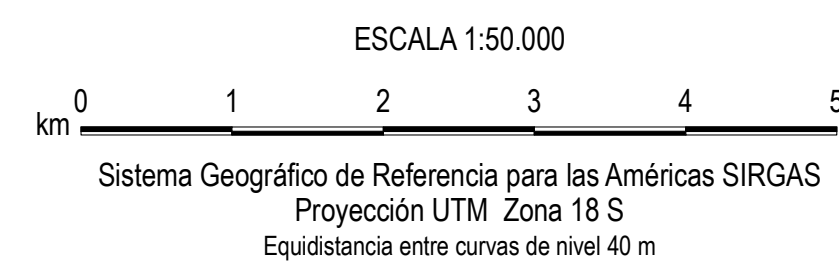 ESCALA 1:50.000
0 1 2 3 4 5
km
Sistema Geográfico de Referencia para las Américas SIRGAS
Proyección UTM Zona 18 S
Equidistancia entre curvas de nivel 40 m